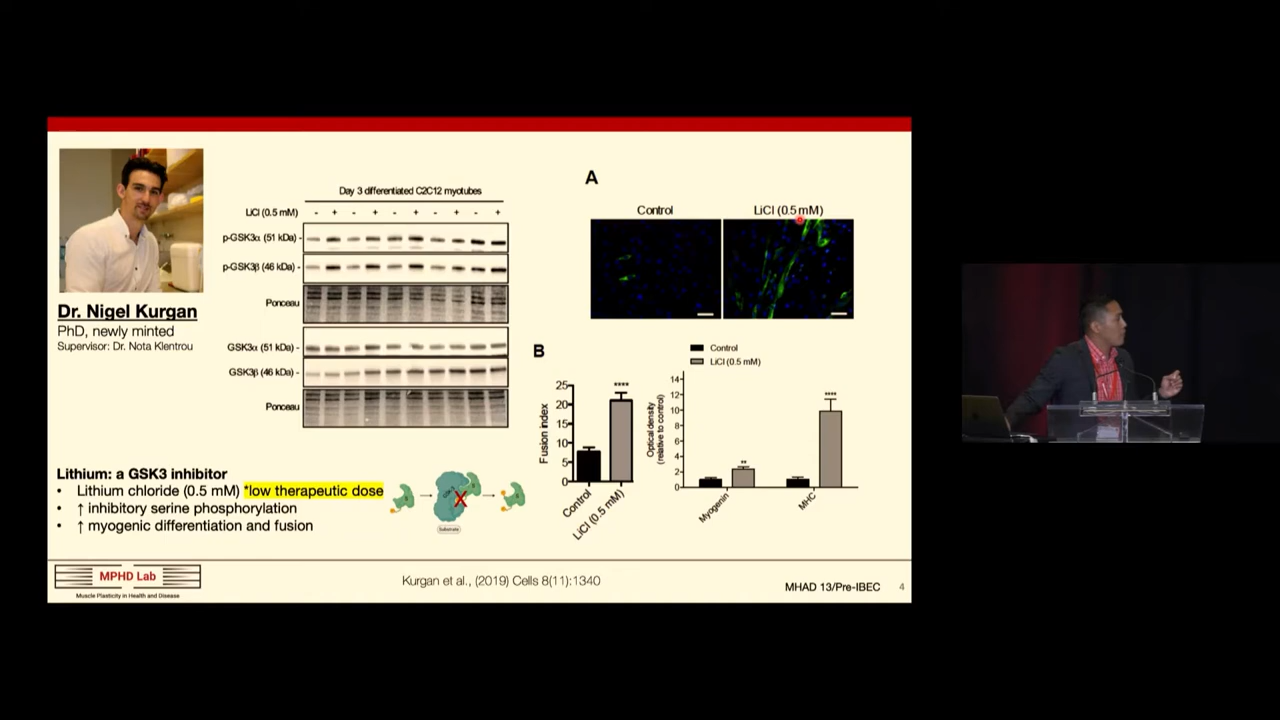 Dr. Nigel Kurgan
PhD, newly minted
Supervisor: Dr. Nota Klentrou
Day 3 differentiated C2C12 myotubes
LiCl (0.5 mM) - + - + - + - + - +
p-GSK3α (51 kDa) -
p-GSK3β (46 kDa) -
Ponceau
GSK3α (51 kDa) -
GSK3β (46 kDa) -
Ponceau
A
Control LiCl (0.5 mM)
B
Fusion index
25
20
15
10
5
0
****
Control
LiCl (0.5 mM)
Control
LiCl (0.5 mM)
Optical density
(relative to control)
14
12
10
8
6
4
2
0
**
****
Myogenin
MHC
Lithium: a GSK3 inhibitor
• Lithium chloride (0.5 mM) *low therapeutic dose
• ↑ inhibitory serine phosphorylation
• ↑ myogenic differentiation and fusion
X
Substrate
MPHD Lab
Muscle Plasticity in Health and Disease
Kurgan et al., (2019) Cells 8(11):1340
MHAD 13/Pre-IBEC 4